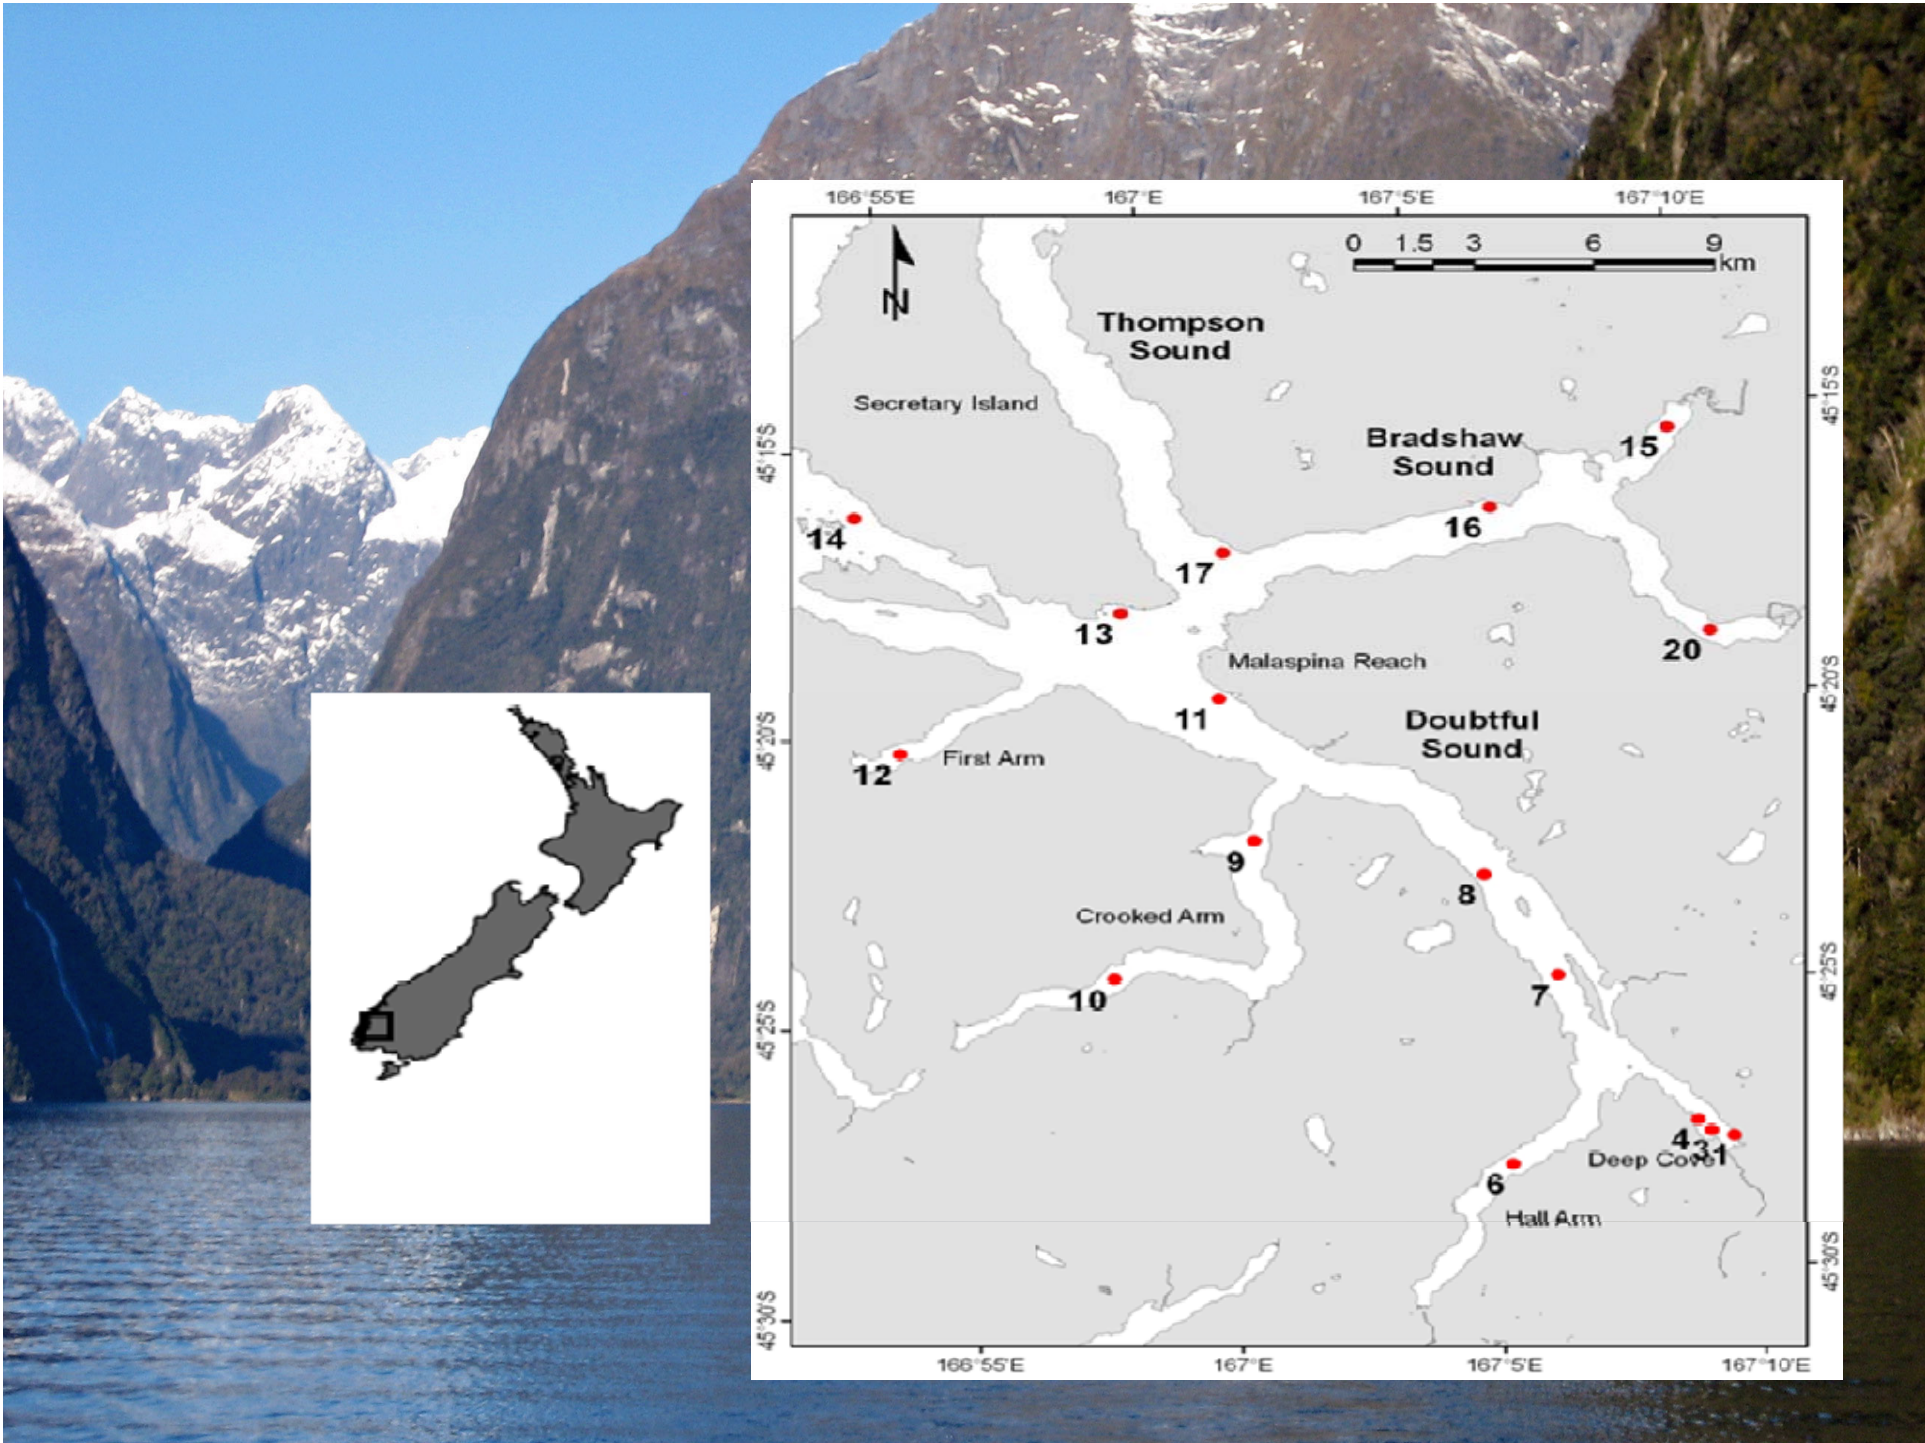 166°55'E 167°E 167°5'E 167°10'E
0 1.5 3 6 9
km
N
Thompson
Sound
Secretary Island
45°15'S
45°15'S
Bradshaw
Sound
15
16
14
17
13
20
Malaspina Reach
45°20'S
45°20'S
11
Doubtful
Sound
12
First Arm
9
8
Crooked Arm
45°25'S
7
10
45°25'S
4
3
1
Deep Cove
6
Hall Arm
45°30'S
45°30'S
166°55'E 167°E 167°5'E 167°10'E